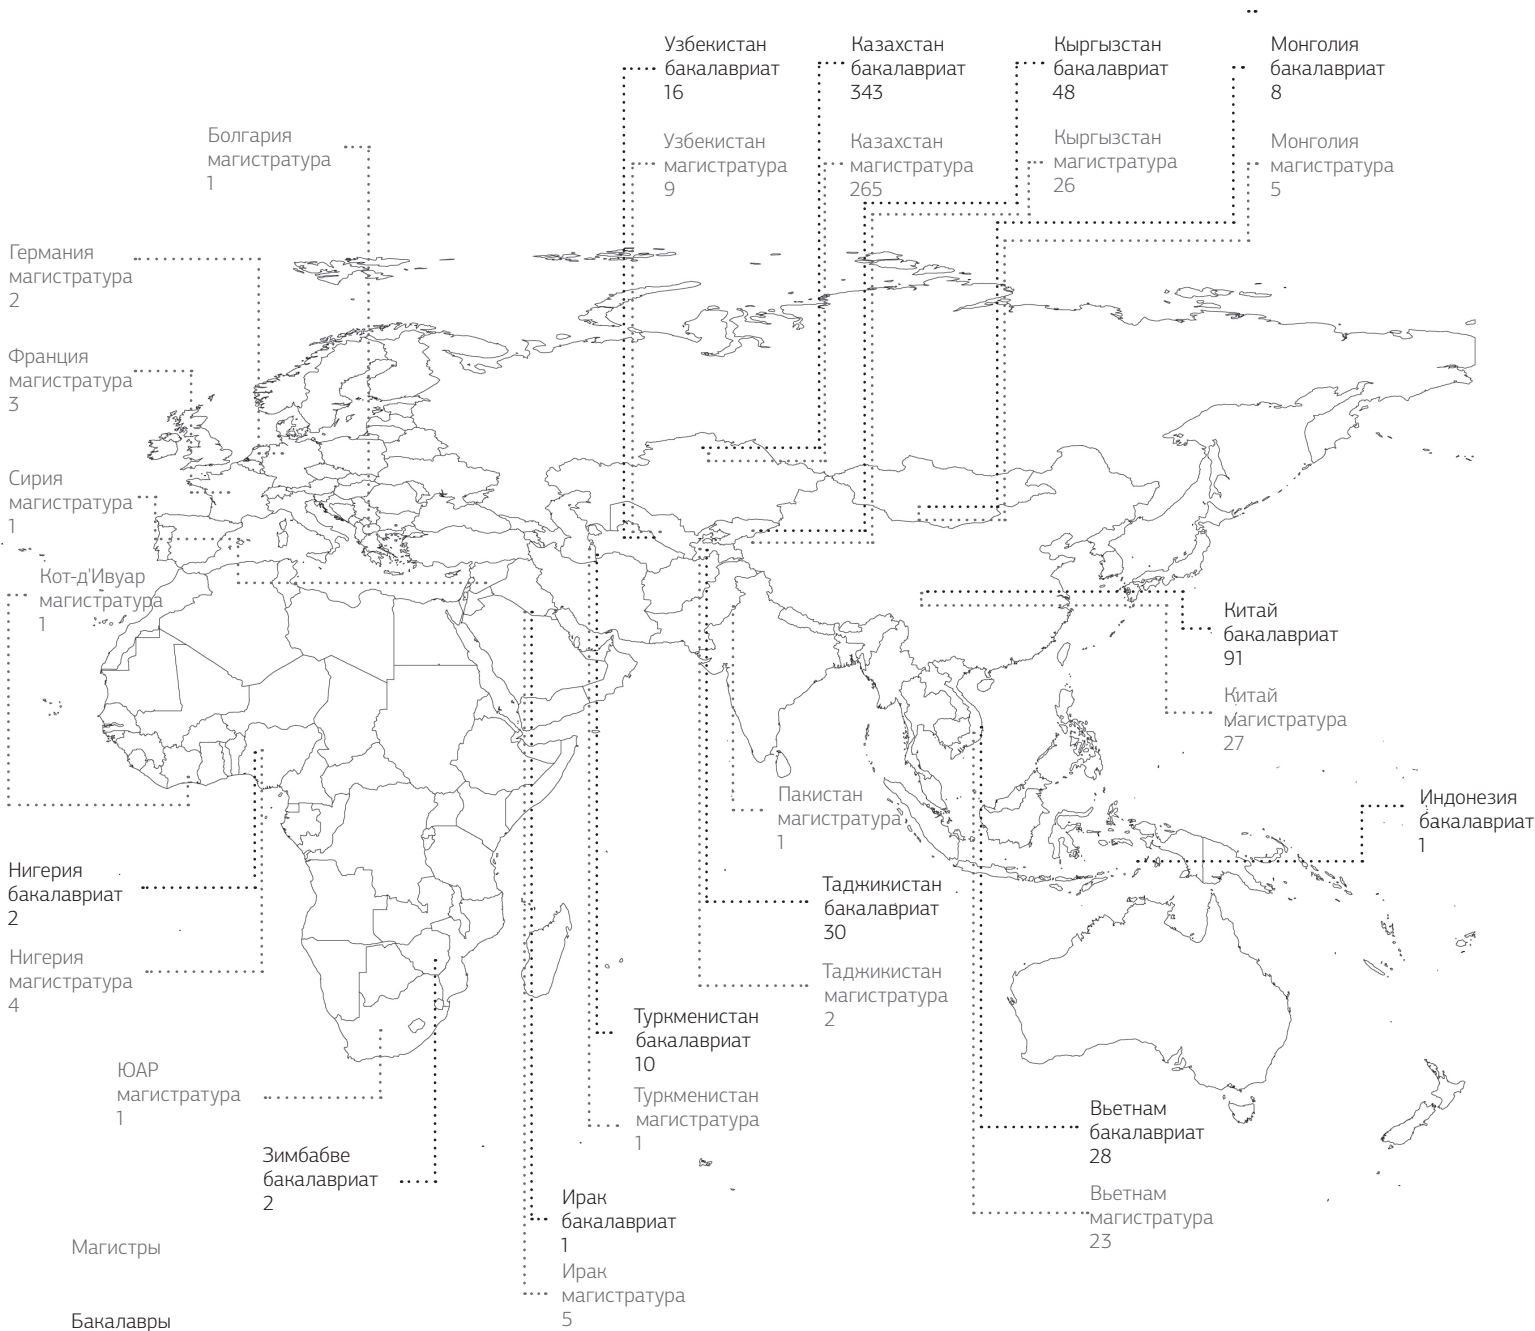 Узбекистан
бакалавриат
16
Казахстан
бакалавриат
343
Кыргызстан
бакалавриат
48
Монголия
бакалавриат
8
Болгария
магистратура
1
Узбекистан
магистратура
9
Казахстан
магистратура
265
Кыргызстан
магистратура
26
Монголия
магистратура
5
Германия
магистратура
2
Франция
магистратура
3
Сирия
магистратура
1
Кот-д'Ивуар
магистратура
1
Китай
бакалавриат
91
Китай
магистратура
27
Пакистан
магистратура
1
Индонезия
бакалавриат
1
Нигерия
бакалавриат
2
Таджикистан
бакалавриат
30
Нигерия
магистратура
4
Таджикистан
магистратура
2
Туркменистан
бакалавриат
10
ЮАР
магистратура
1
Туркменистан
магистратура
1
Вьетнам
бакалавриат
28
Зимбабве
бакалавриат
2
Ирак
бакалавриат
1
Вьетнам
магистратура
23
Магистры
Ирак
магистратура
5
Бакалавры